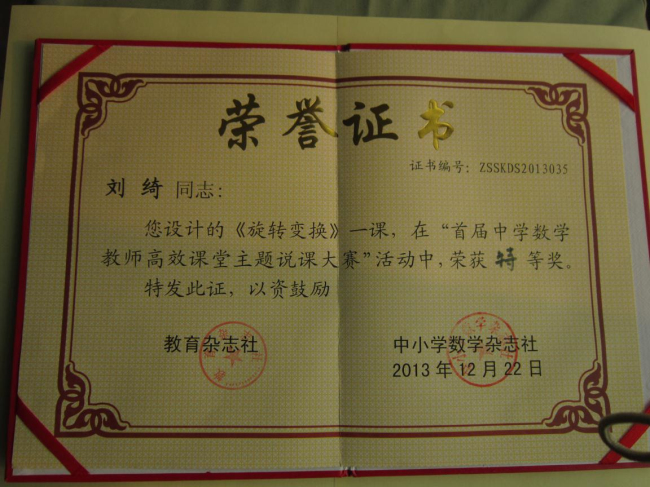 荣誉证书
证书编号：ZSSKDS2013035
刘 绮 同志：
您设计的《旋转变换》一课，在“首届中学数学
教师高效课堂主题说课大赛”活动中，荣获 特 等奖。
特发此证，以资鼓励
教育杂志社 中小学数学杂志社
2013 年 12 月 22 日